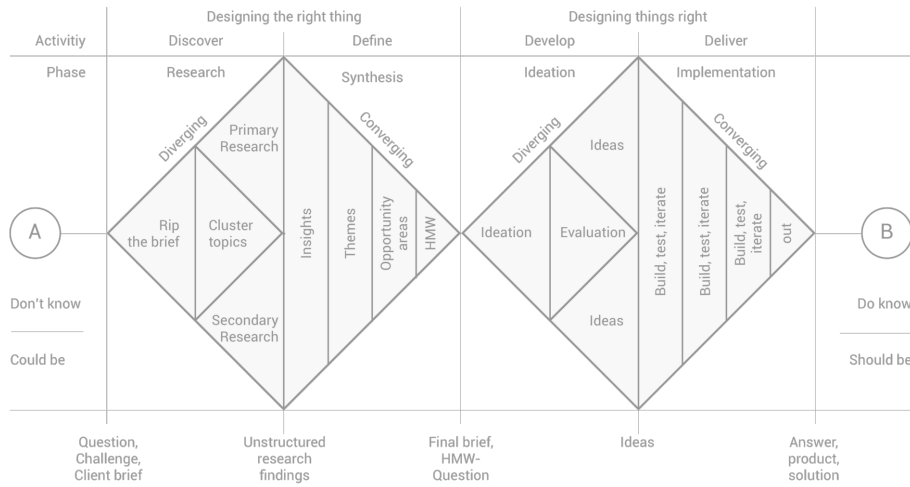 Designing the right thing
Designing things right
Activitiy
Discover
Define
Develop
Deliver
Phase
Research
Synthesis
Ideation
Implementation
Diverging
Converging
Diverging
Converging
Primary
Research
Ideas
A
Rip
the brief
Cluster
topics
Insights
Themes
Opportunity
areas
HMW
Ideation
Evaluation
Build, test, iterate
Build, test, iterate
Build, test,
iterate
out
B
Don't know
Could be
Secondary
Research
Ideas
Do know
Should be
Question,
Challenge,
Client brief
Unstructured
research
findings
Final brief,
HMW-
Question
Ideas
Answer,
product,
solution